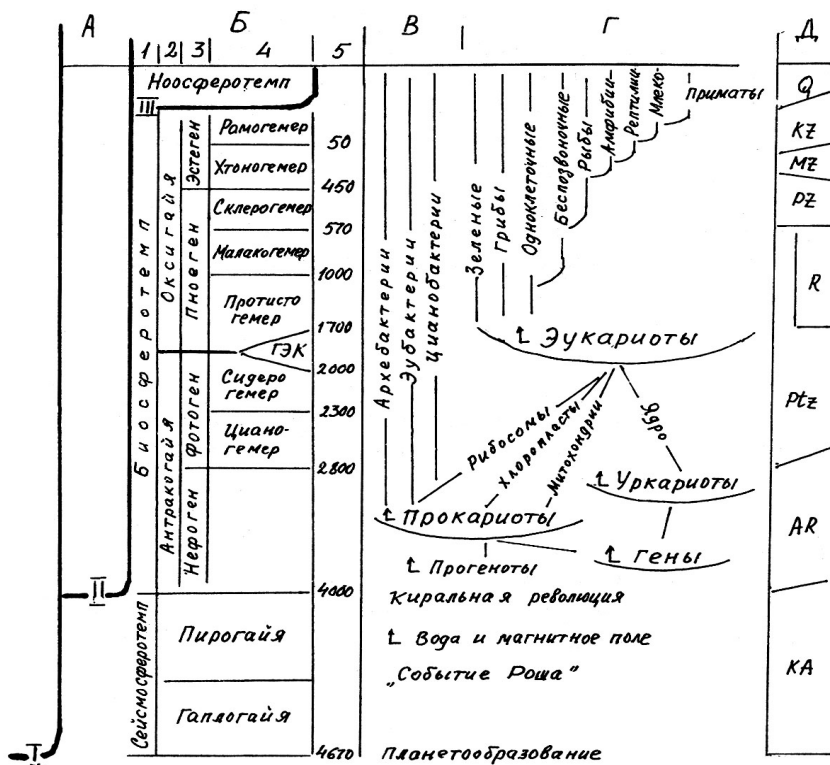 А Б В Г Д
1 2 3 4 5
Ноосферотемп
III
II
I
Биосферотемп
Сейсмосферотемп
Оксигайя
Антракогайя
Эстеген
Пноеген
Фотоген
Нефоген
Рамогемер
50
Хтоногемер
450
Склерогемер
570
Малакогемер
1000
Протисто
гемер
1700
ГЭК
2000
Сидеро
гемер
2300
Циано-
гемер
2800
4000
Пирогайя
Гаплогайя
4670
Архебактерии
Эубактерии
Цианобактерии
Зеленые
Грибы
Одноклеточные
Беспозвоночные
Рыбы
Амфибии
Рептилии
Млеко-
Приматы
Эукариоты
Рибосомы
Хлоропласты
Митохондрии
Ядро
Уркариоты
Прокариоты
гены
Прогеноты
Киральная революция
Вода и магнитное поле
„Событие Роша"
Планетообразование
Q
KZ
MZ
PZ
R
PtZ
AR
KA